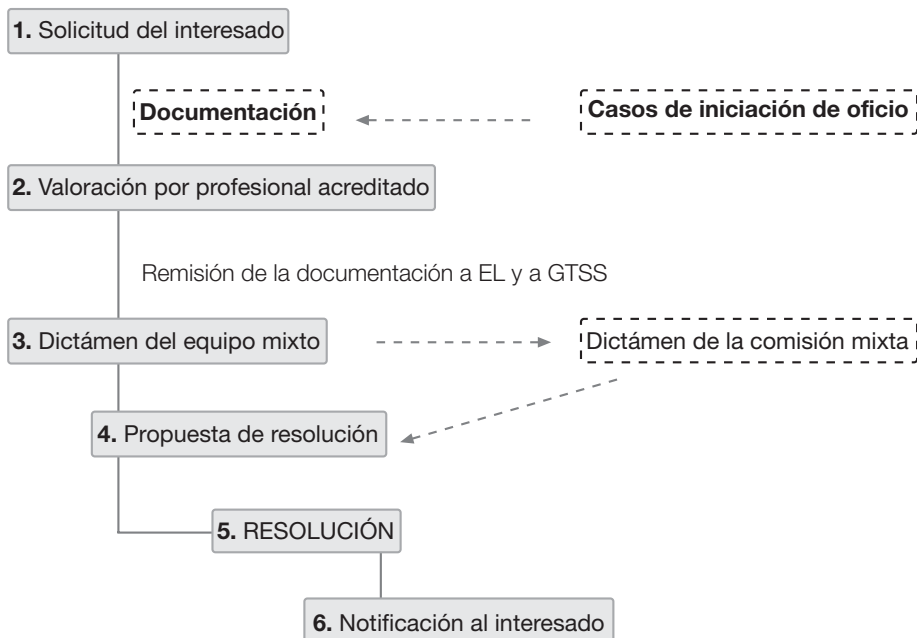 1. Solicitud del interesado
Documentación
Casos de iniciación de oficio
2. Valoración por profesional acreditado
Remisión de la documentación a EL y a GTSS
3. Dictámen del equipo mixto
Dictámen de la comisión mixta
4. Propuesta de resolución
5. RESOLUCIÓN
6. Notificación al interesado